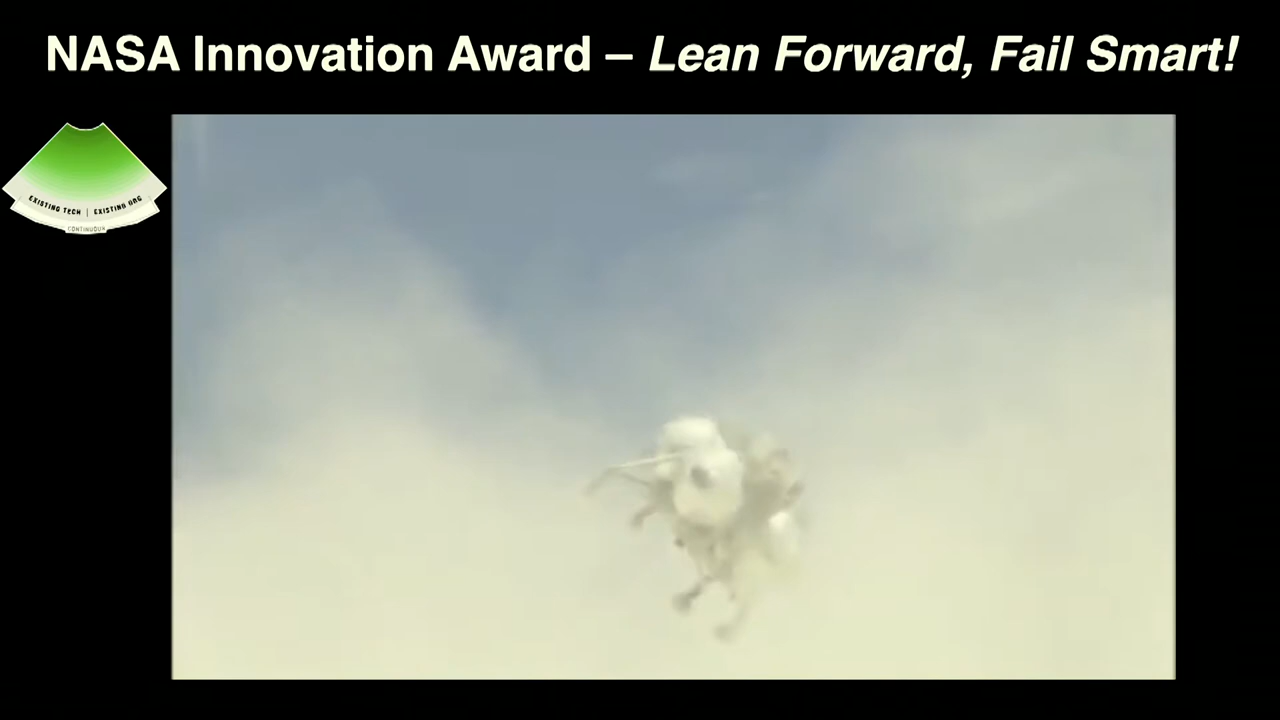 NASA Innovation Award – Lean Forward, Fail Smart!
EXISTING TECH | EXISTING ORG
CONTINUOUS